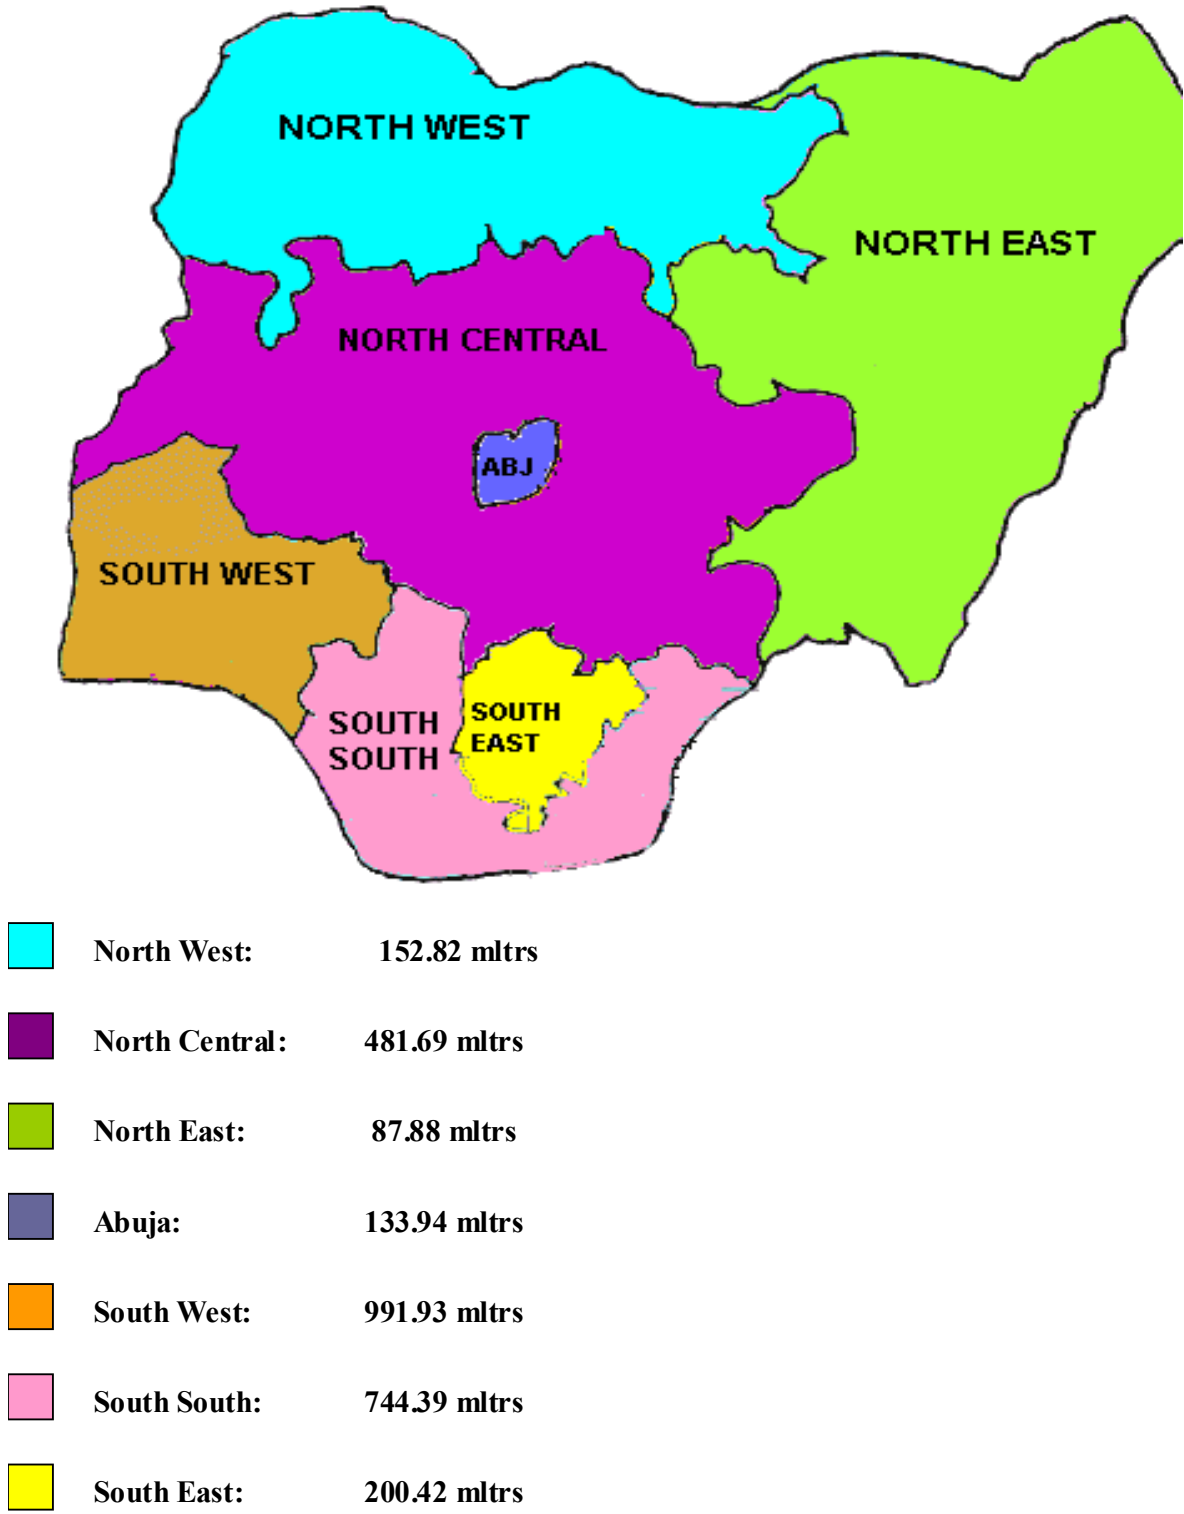 NORTH WEST
NORTH EAST
NORTH CENTRAL
ABJ
SOUTH WEST
SOUTH
SOUTH
SOUTH
EAST
North West: 152.82 mltrs
North Central: 481.69 mltrs
North East: 87.88 mltrs
Abuja: 133.94 mltrs
South West: 991.93 mltrs
South South: 744.39 mltrs
South East: 200.42 mltrs